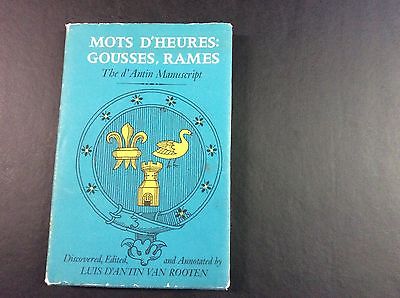 MOTS D'HEURES:
GOUSSES, RAMES
The d'Antin Manuscript
Discovered, Edited, and Annotated by
LUIS D'ANTIN VAN ROOTEN